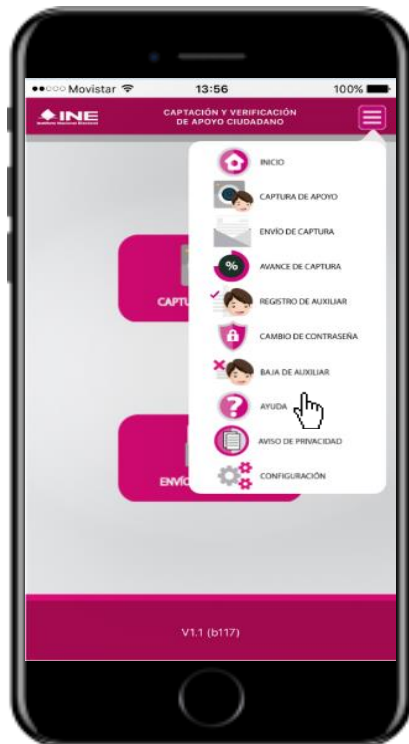 Movistar 13:56 100%
INE
CAPTACIÓN Y VERIFICACIÓN
DE APOYO CIUDADANO
INICIO
CAPTURA DE APOYO
ENVÍO DE CAPTURA
%
AVANCE DE CAPTURA
CAPTU
REGISTRO DE AUXILIAR
CAMBIO DE CONTRASEÑA
BAJA DE AUXILIAR
?
AYUDA
AVISO DE PRIVACIDAD
ENVÍO
CONFIGURACIÓN
V1.1 (b117)